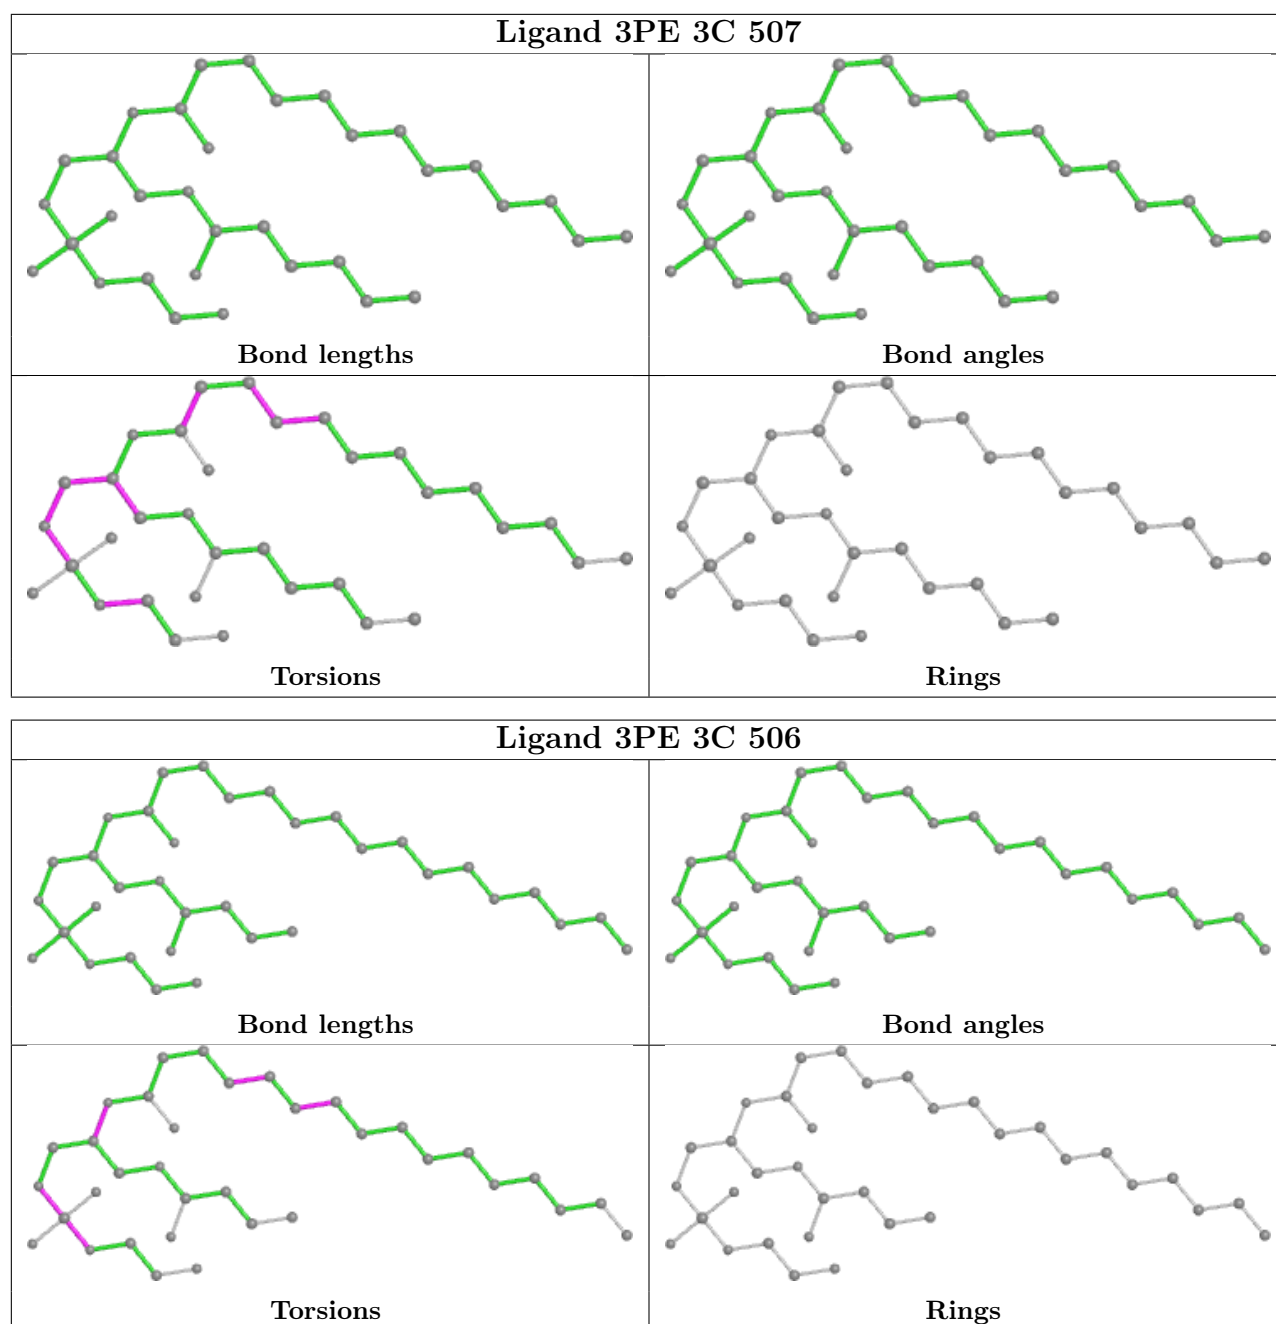 Ligand 3PE 3C 507
Bond lengths
Bond angles
Torsions
Rings
Ligand 3PE 3C 506
Bond lengths
Bond angles
Torsions
Rings